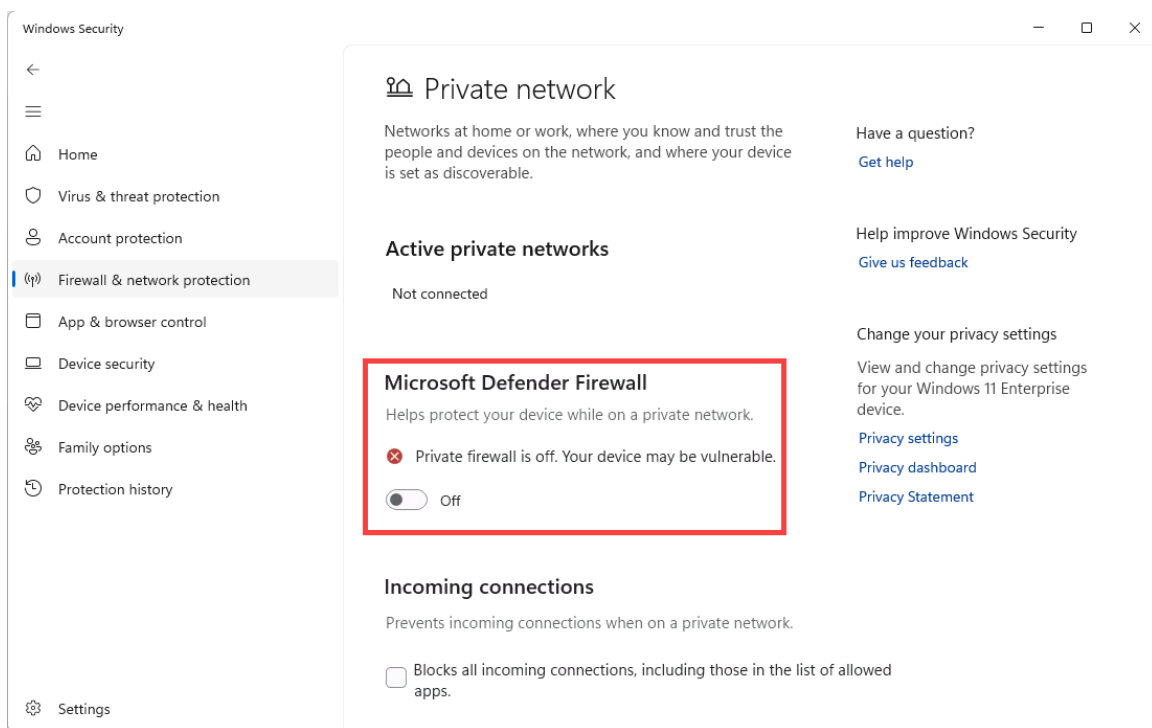 Windows Security
Home
Virus & threat protection
Account protection
Firewall & network protection
App & browser control
Device security
Device performance & health
Family options
Protection history
Settings
Private network
Networks at home or work, where you know and trust the
people and devices on the network, and where your device
is set as discoverable.
Active private networks
Not connected
Microsoft Defender Firewall
Helps protect your device while on a private network.
Private firewall is off. Your device may be vulnerable.
Off
Incoming connections
Prevents incoming connections when on a private network.
Blocks all incoming connections, including those in the list of allowed
apps.
Have a question?
Get help
Help improve Windows Security
Give us feedback
Change your privacy settings
View and change privacy settings
for your Windows 11 Enterprise
device.
Privacy settings
Privacy dashboard
Privacy Statement